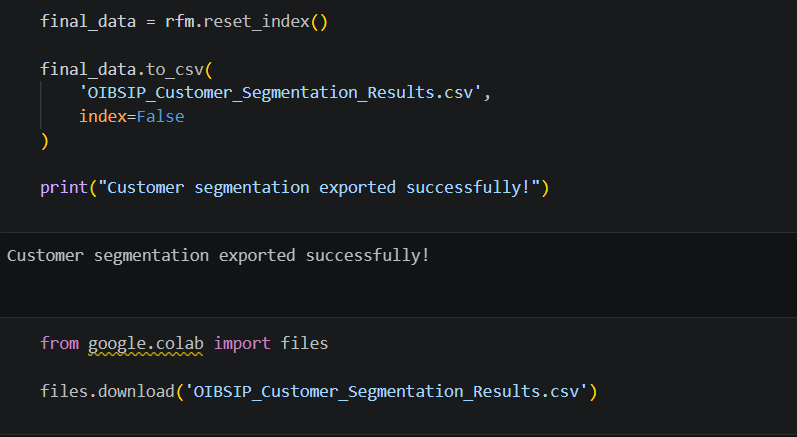 final_data = rfm.reset_index()
final_data.to_csv(
    'OIBSIP_Customer_Segmentation_Results.csv',
    index=False
)
print("Customer segmentation exported successfully!")
Customer segmentation exported successfully!
from google.colab import files
files.download('OIBSIP_Customer_Segmentation_Results.csv')